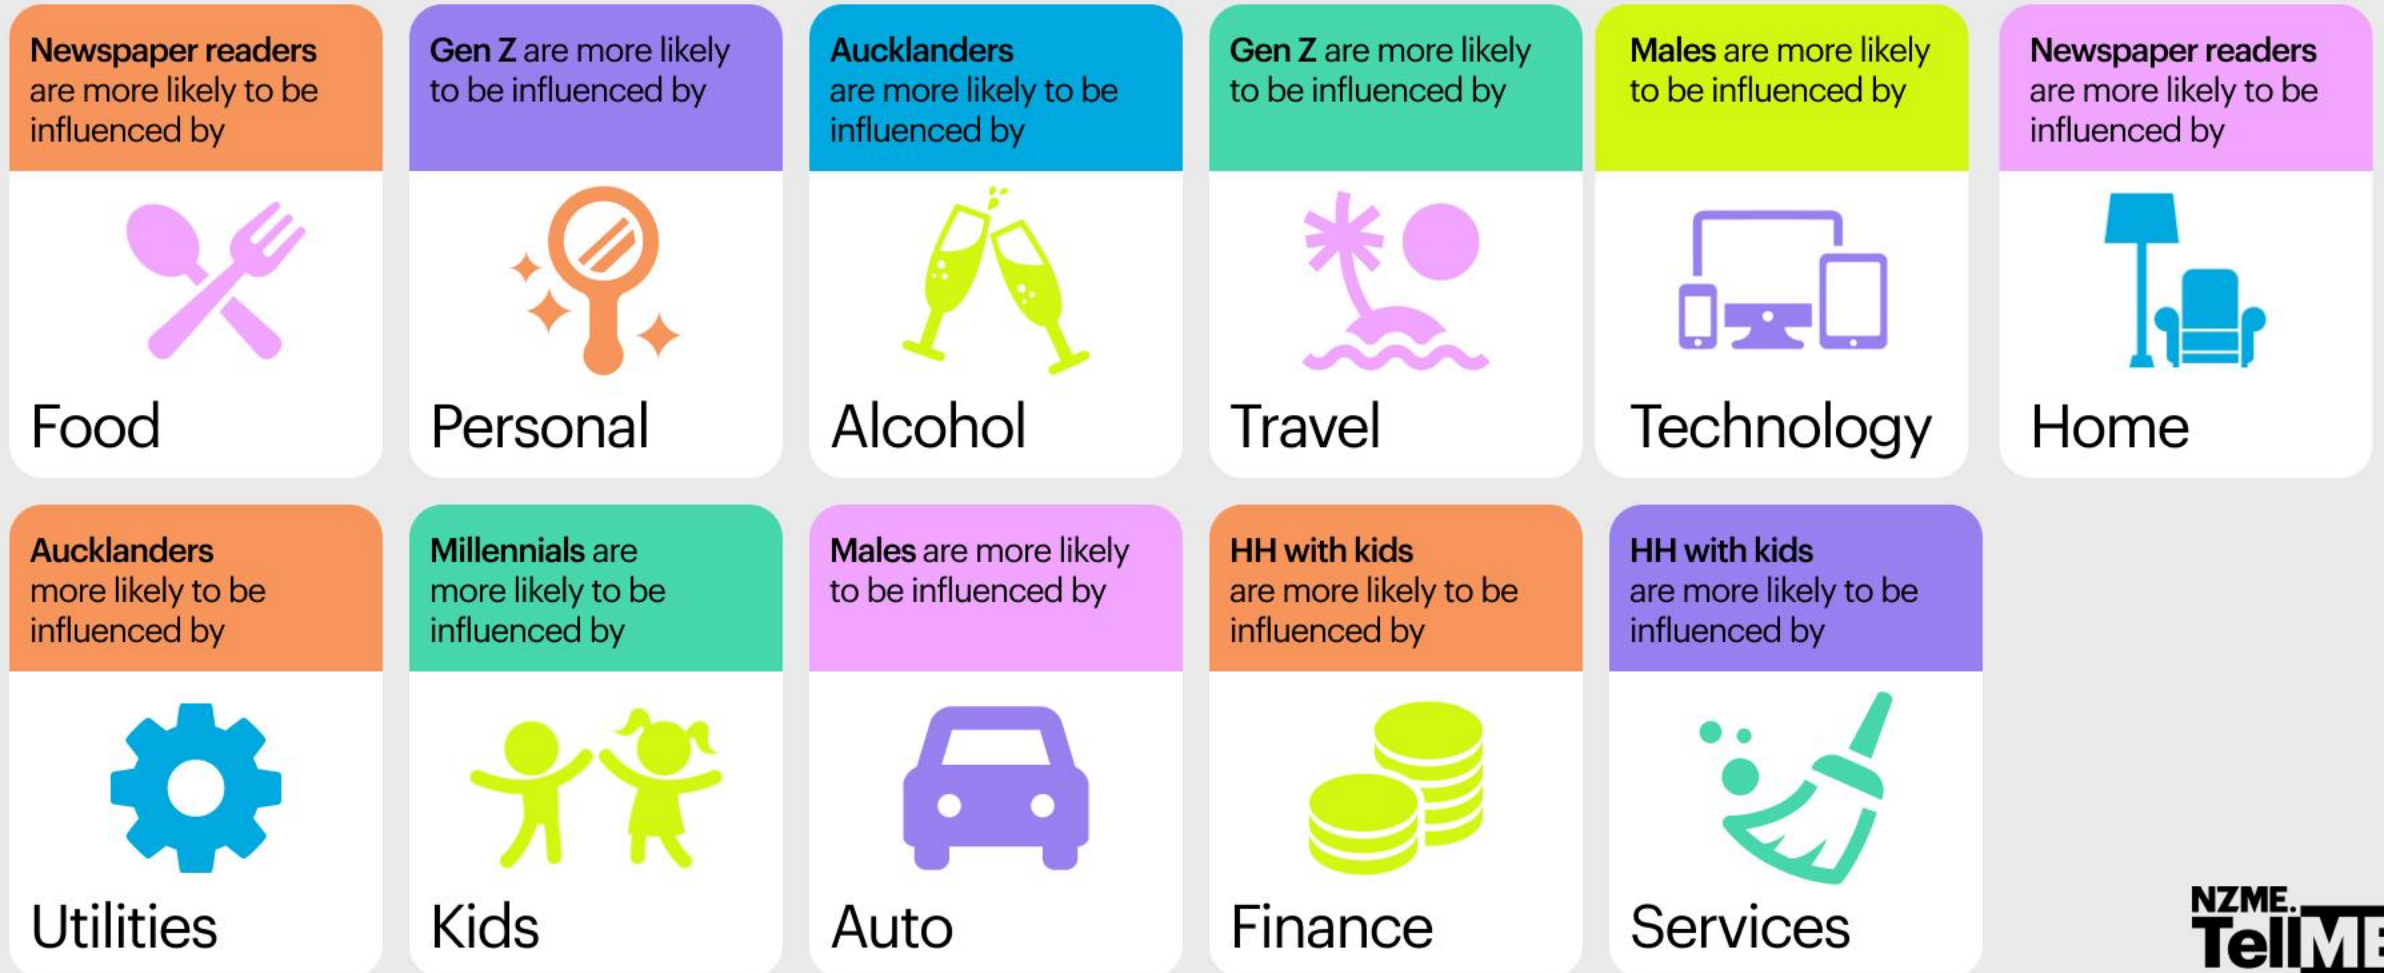 Newspaper readers
are more likely to be
influenced by
Food
Gen Z are more likely
to be influenced by
Personal
Aucklanders
are more likely to be
influenced by
Alcohol
Gen Z are more likely
to be influenced by
Travel
Males are more likely
to be influenced by
Technology
Newspaper readers
are more likely to be
influenced by
Home
Aucklanders
more likely to be
influenced by
Utilities
Millennials are
more likely to be
influenced by
Kids
Males are more likely
to be influenced by
Auto
HH with kids
are more likely to be
influenced by
Finance
HH with kids
are more likely to be
influenced by
Services
NZME.
TellME